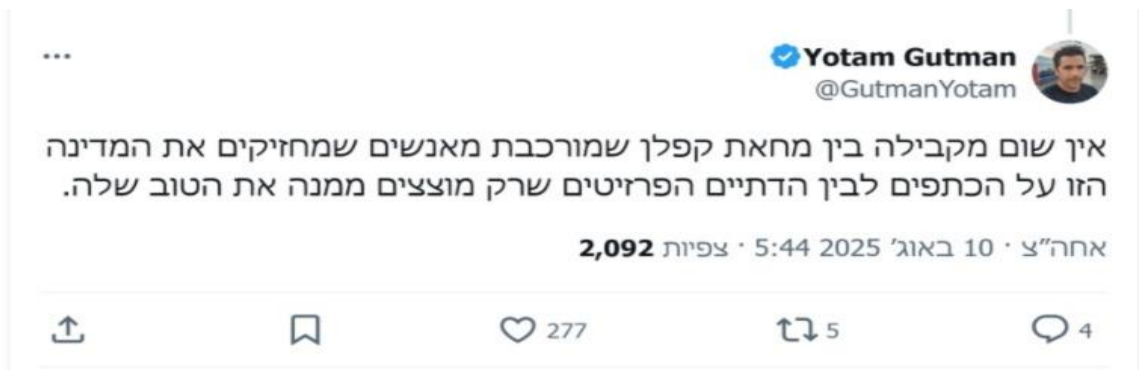 Yotam Gutman
@GutmanYotam
אין שום מקבילה בין מחאת קפלן שמורכבת מאנשים שמחזיקים את המדינה
הזו על הכתפים לבין הדתיים הפרזיטים שרק מוצצים ממנה את הטוב שלה.
5:44 אחה״צ · 10 באוג׳ 2025 · 2,092 צפיות
4 5 277